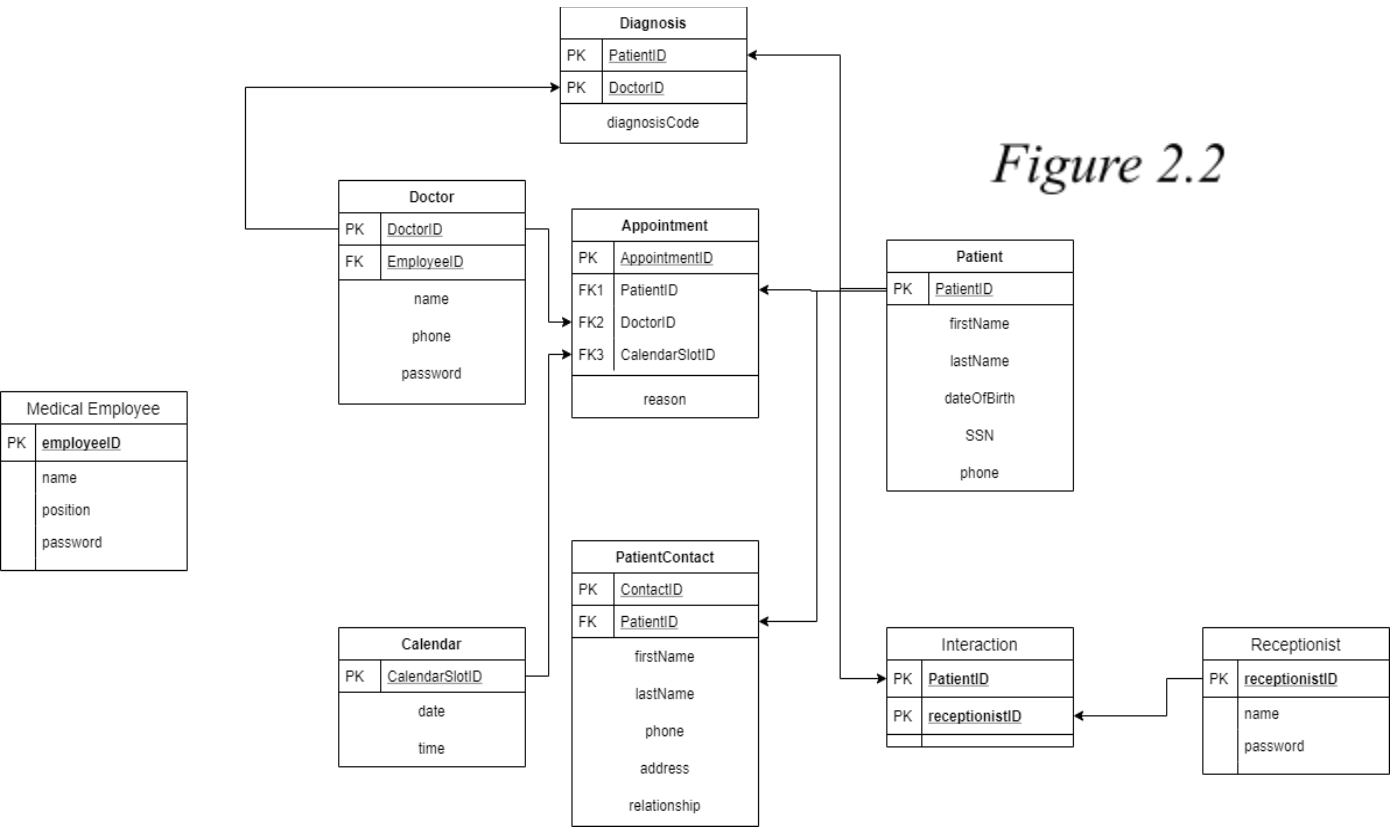 Diagnosis
PK PatientID
PK DoctorID
diagnosisCode
Figure 2.2
Doctor
PK DoctorID
FK EmployeeID
name
phone
password
Appointment
PK AppointmentID
FK1 PatientID
FK2 DoctorID
FK3 CalendarSlotID
reason
Patient
PK PatientID
firstName
lastName
dateOfBirth
SSN
phone
Medical Employee
PK employeeID
name
position
password
PatientContact
PK ContactID
FK PatientID
firstName
lastName
phone
address
relationship
Calendar
PK CalendarSlotID
date
time
Interaction
PK PatientID
PK receptionistID
Receptionist
PK receptionistID
name
password